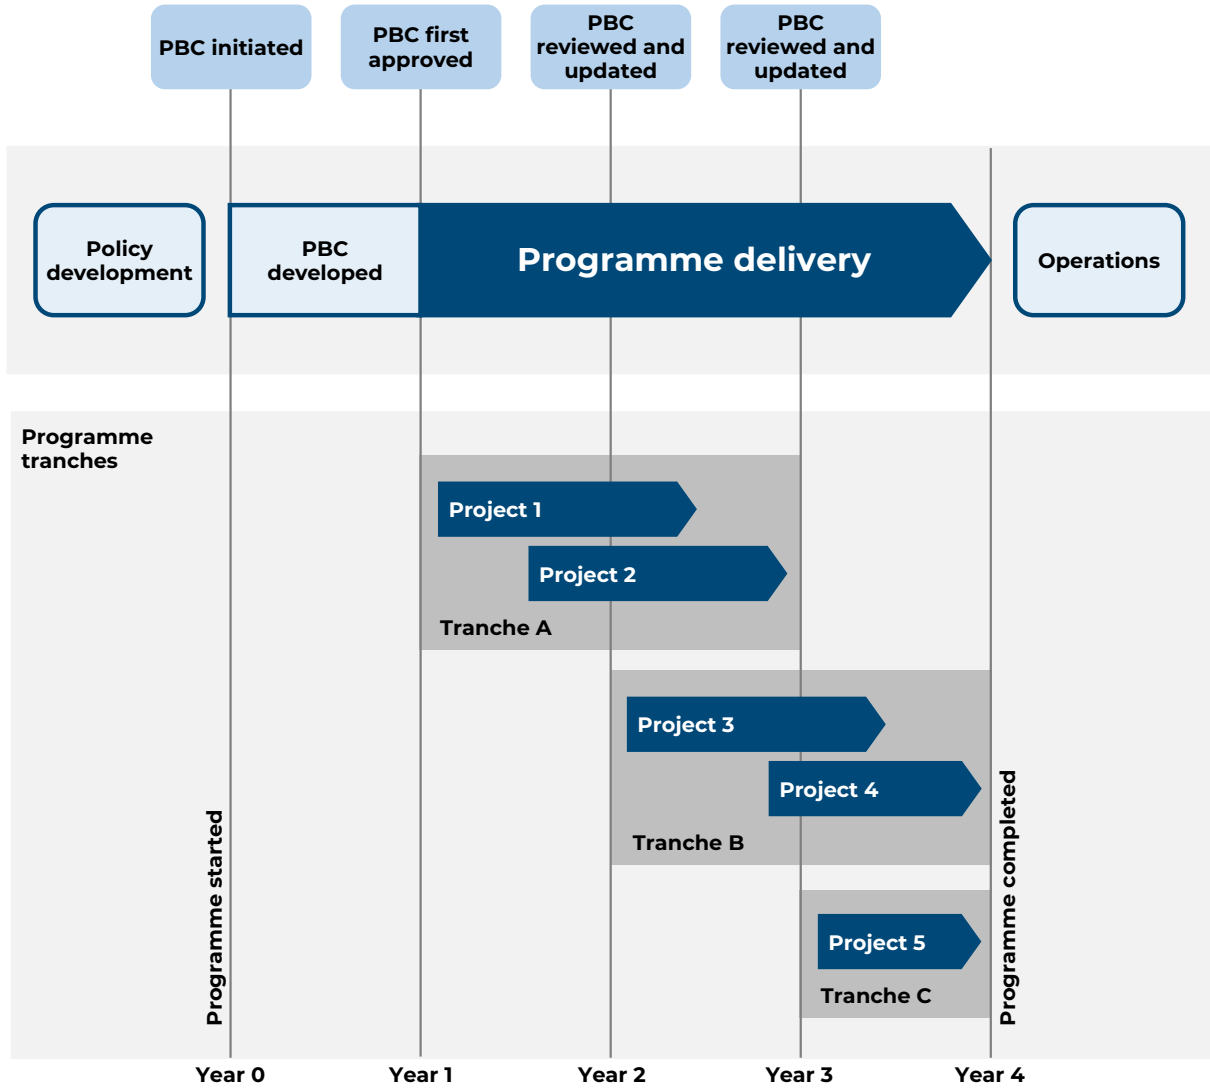 PBC initiated
PBC first
approved
PBC
reviewed and
updated
PBC
reviewed and
updated
Policy
development
PBC
developed
Programme delivery
Operations
Programme
tranches
Project 1
Project 2
Tranche A
Project 3
Project 4
Tranche B
Project 5
Tranche C
Programme started
Programme completed
Year 0
Year 1
Year 2
Year 3
Year 4